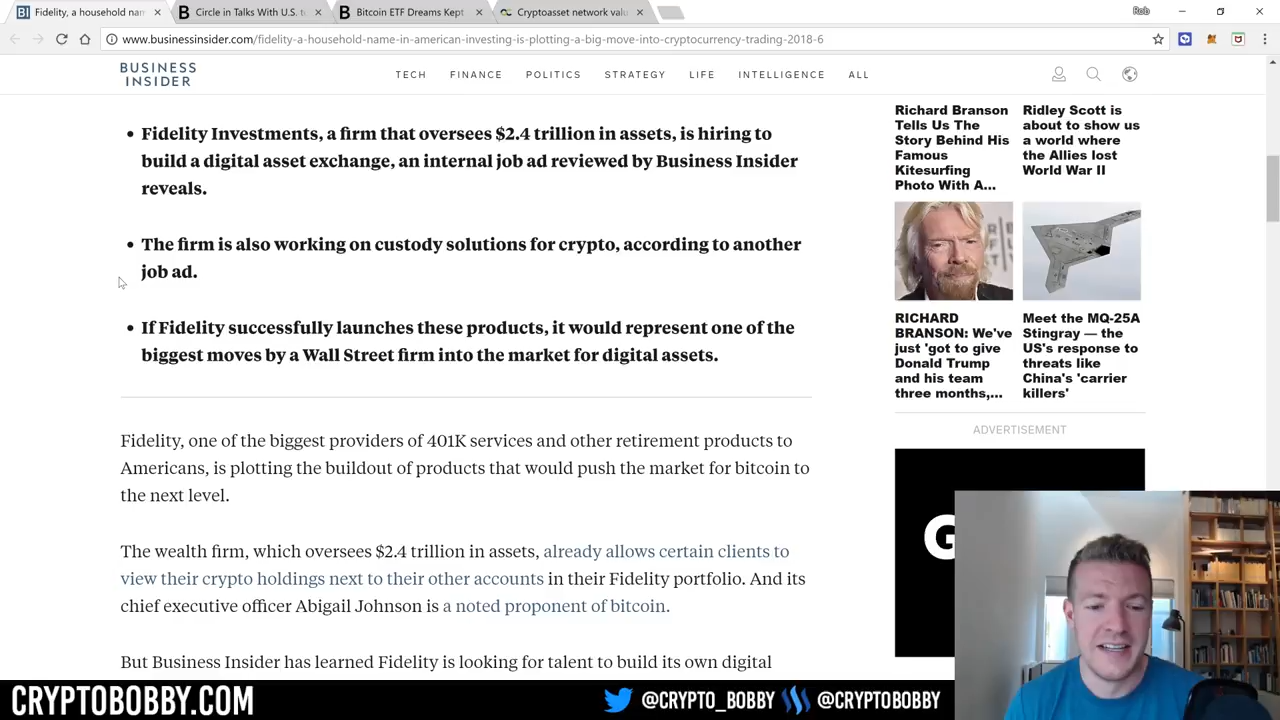 Fidelity, a household nam
Circle in Talks With U.S. t
Bitcoin ETF Dreams Kept
Cryptoasset network valu
Rob
www.businessinsider.com/fidelity-a-household-name-in-american-investing-is-plotting-a-big-move-into-cryptocurrency-trading-2018-6
BUSINESS
INSIDER
TECH FINANCE POLITICS STRATEGY LIFE INTELLIGENCE ALL
• Fidelity Investments, a firm that oversees $2.4 trillion in assets, is hiring to
build a digital asset exchange, an internal job ad reviewed by Business Insider
reveals.
• The firm is also working on custody solutions for crypto, according to another
job ad.
• If Fidelity successfully launches these products, it would represent one of the
biggest moves by a Wall Street firm into the market for digital assets.
Fidelity, one of the biggest providers of 401K services and other retirement products to
Americans, is plotting the buildout of products that would push the market for bitcoin to
the next level.
The wealth firm, which oversees $2.4 trillion in assets, already allows certain clients to
view their crypto holdings next to their other accounts in their Fidelity portfolio. And its
chief executive officer Abigail Johnson is a noted proponent of bitcoin.
But Business Insider has learned Fidelity is looking for talent to build its own digital
Richard Branson
Tells Us The
Story Behind His
Famous
Kitesurfing
Photo With A...
Ridley Scott is
about to show us
a world where
the Allies lost
World War II
RICHARD
BRANSON: We've
just 'got to give
Donald Trump
and his team
three months,...
Meet the MQ-25A
Stingray — the
US's response to
threats like
China's 'carrier
killers'
ADVERTISEMENT
G
CRYPTOBOBBY.COM
@CRYPTO_BOBBY
@CRYPTOBOBBY